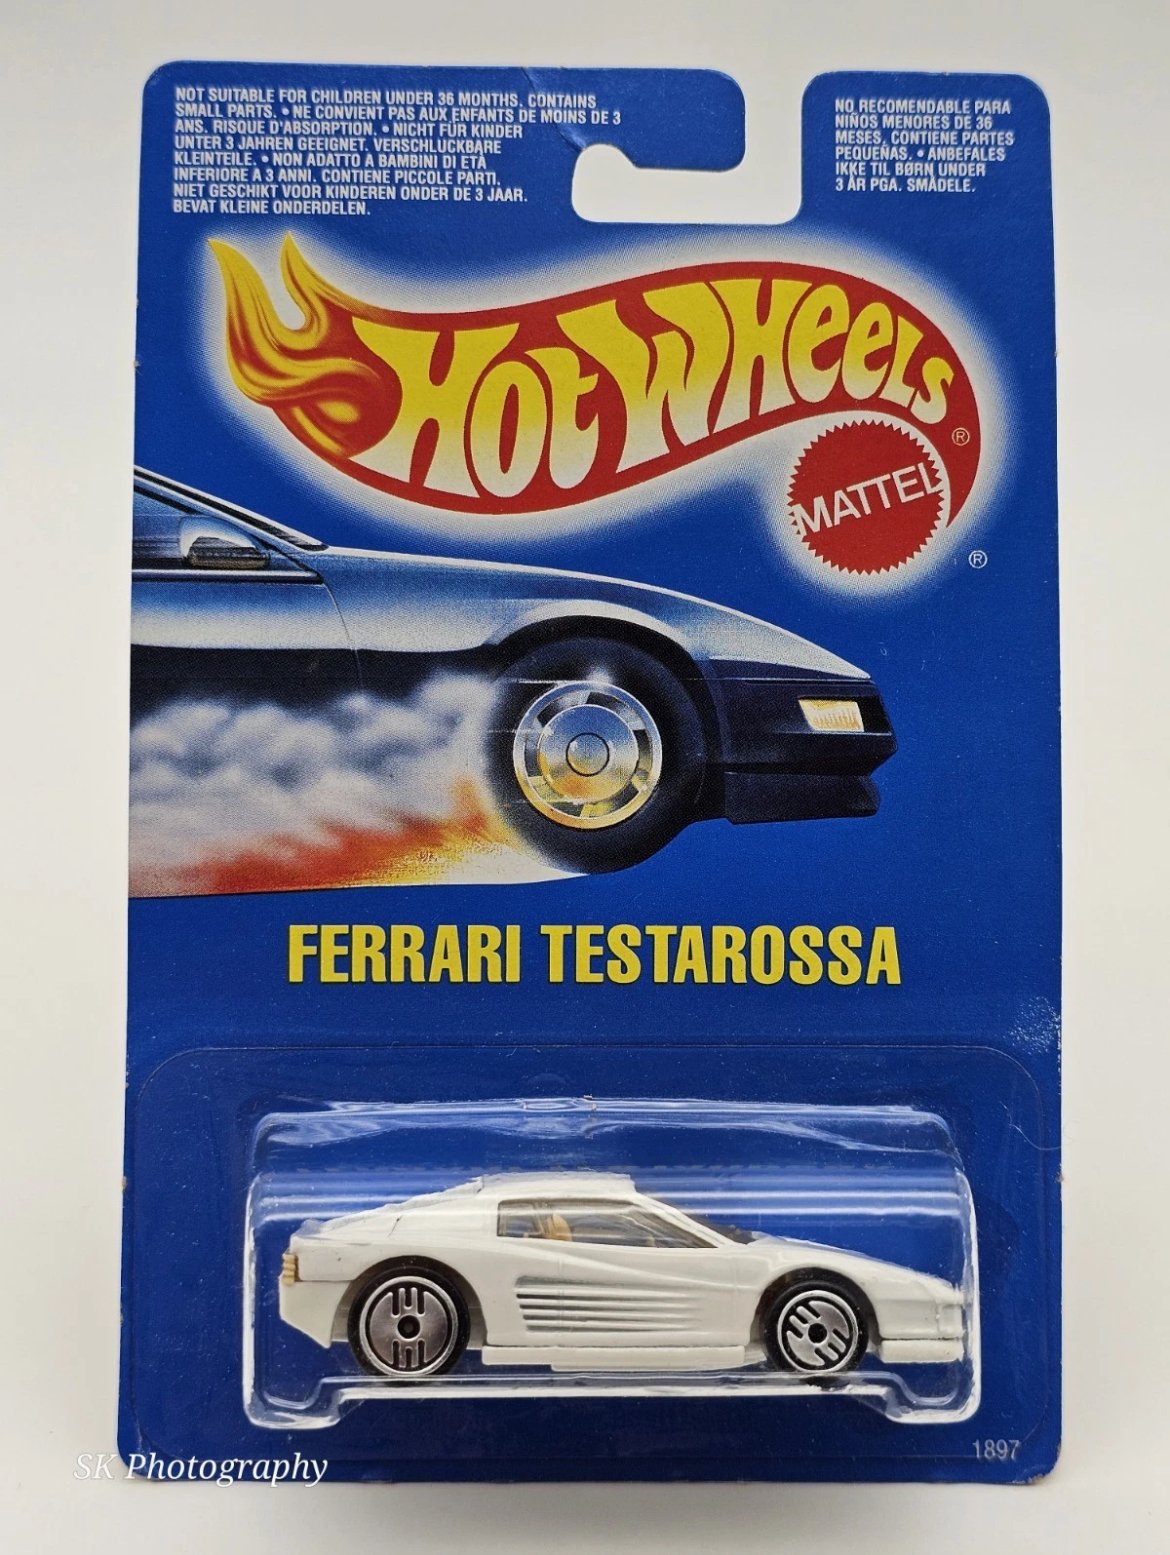 NOT SUITABLE FOR CHILDREN UNDER 36 MONTHS. CONTAINS
SMALL PARTS. • NE CONVIENT PAS AUX ENFANTS DE MOINS DE 3
ANS. RISQUE D'ABSORPTION. • NICHT FÜR KINDER
UNTER 3 JAHREN GEEIGNET. VERSCHLUCKBARE
KLEINTEILE. • NON ADATTO A BAMBINI DI ETÀ
INFERIORE A 3 ANNI. CONTIENE PICCOLE PARTI.
NIET GESCHIKT VOOR KINDEREN ONDER DE 3 JAAR.
BEVAT KLEINE ONDERDELEN.
NO RECOMENDABLE PARA
NIÑOS MENORES DE 36
MESES. CONTIENE PARTES
PEQUEÑAS. • ANBEFALES
IKKE TIL BØRN UNDER
3 ÅR PGA. SMÅDELE.
HOT WHEELS ®
MATTEL
®
FERRARI TESTAROSSA
1897
SK Photography